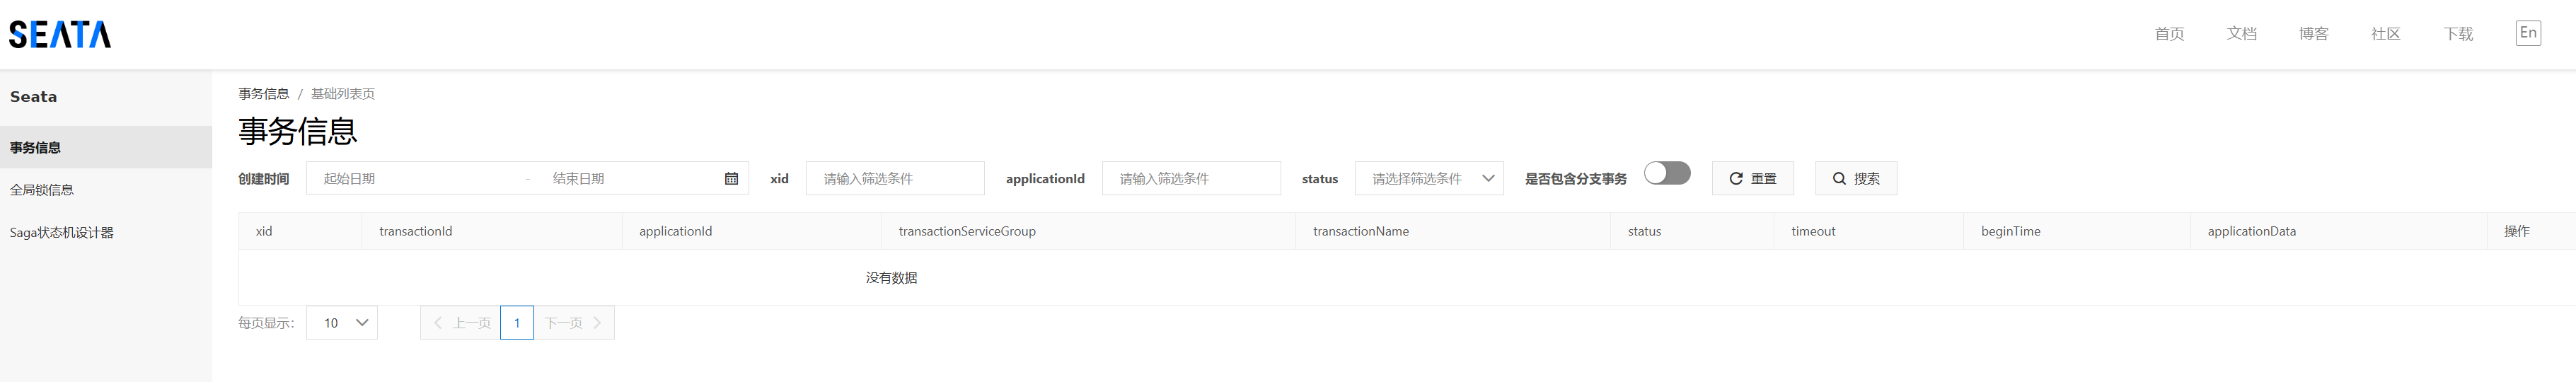 SEATA
首页 文档 博客 社区 下载 En
Seata
事务信息
全局锁信息
Saga状态机设计器
事务信息 / 基础列表页
事务信息
创建时间 起始日期 - 结束日期 xid 请输入筛选条件 applicationId 请输入筛选条件 status 请选择筛选条件 是否包含分支事务 重置 搜索
xid transactionId applicationId transactionServiceGroup transactionName status timeout beginTime applicationData 操作
没有数据
每页显示: 10 上一页 1 下一页